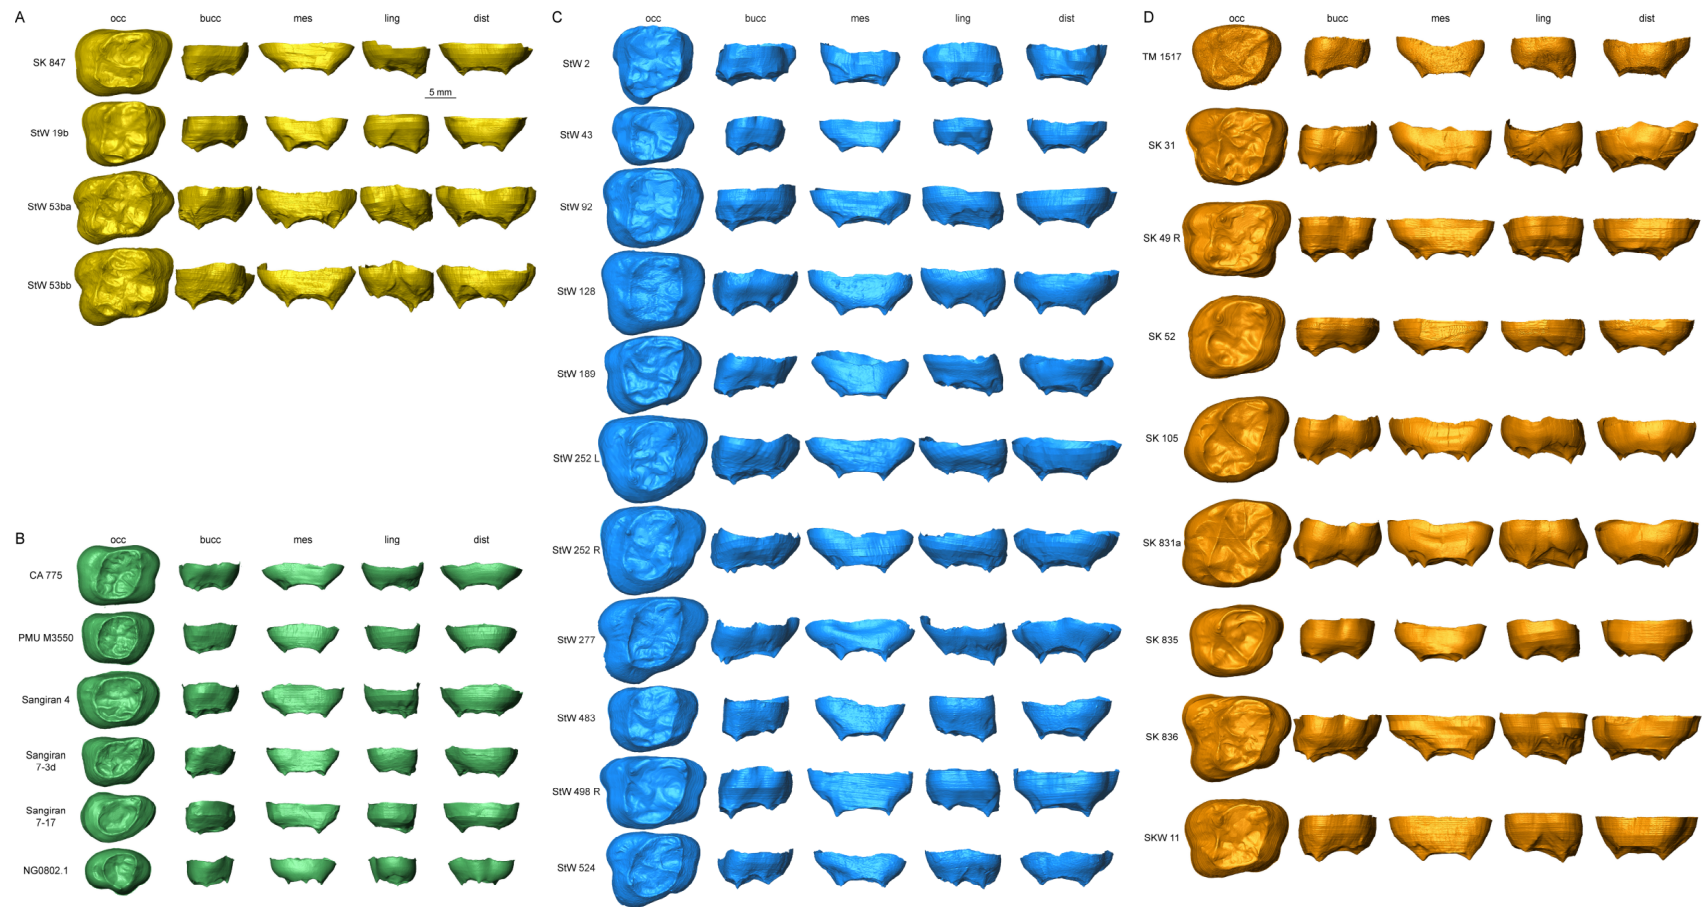 A
occ bucc mes ling dist
SK 847
5 mm
StW 19b
StW 53ba
StW 53bb
B
occ bucc mes ling dist
CA 775
PMU M3550
Sangiran 4
Sangiran
7-3d
Sangiran
7-17
NG0802.1
C
occ bucc mes ling dist
StW 2
StW 43
StW 92
StW 128
StW 189
StW 252 L
StW 252 R
StW 277
StW 483
StW 498 R
StW 524
D
occ bucc mes ling dist
TM 1517
SK 31
SK 49 R
SK 52
SK 105
SK 831a
SK 835
SK 836
SKW 11